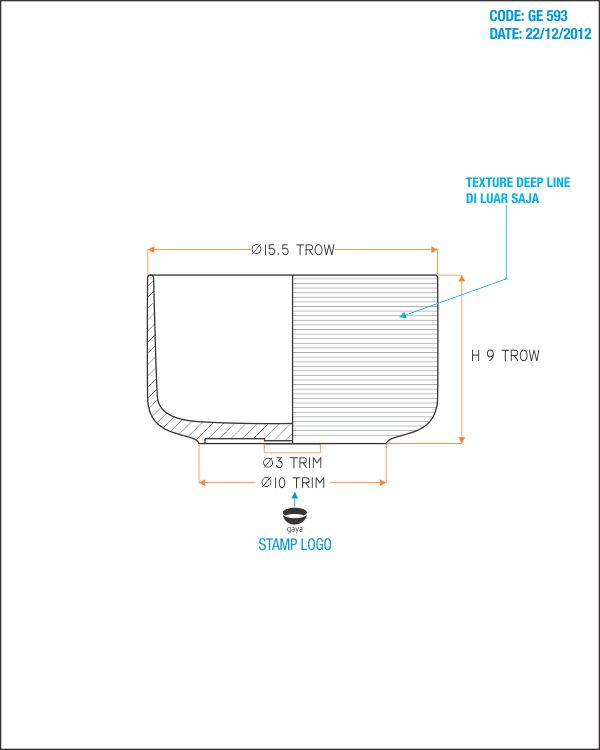 CODE: GE 593
DATE: 22/12/2012
TEXTURE DEEP LINE
DI LUAR SAJA
Ø15.5 TROW
H 9 TROW
Ø3 TRIM
Ø10 TRIM
gaya
STAMP LOGO